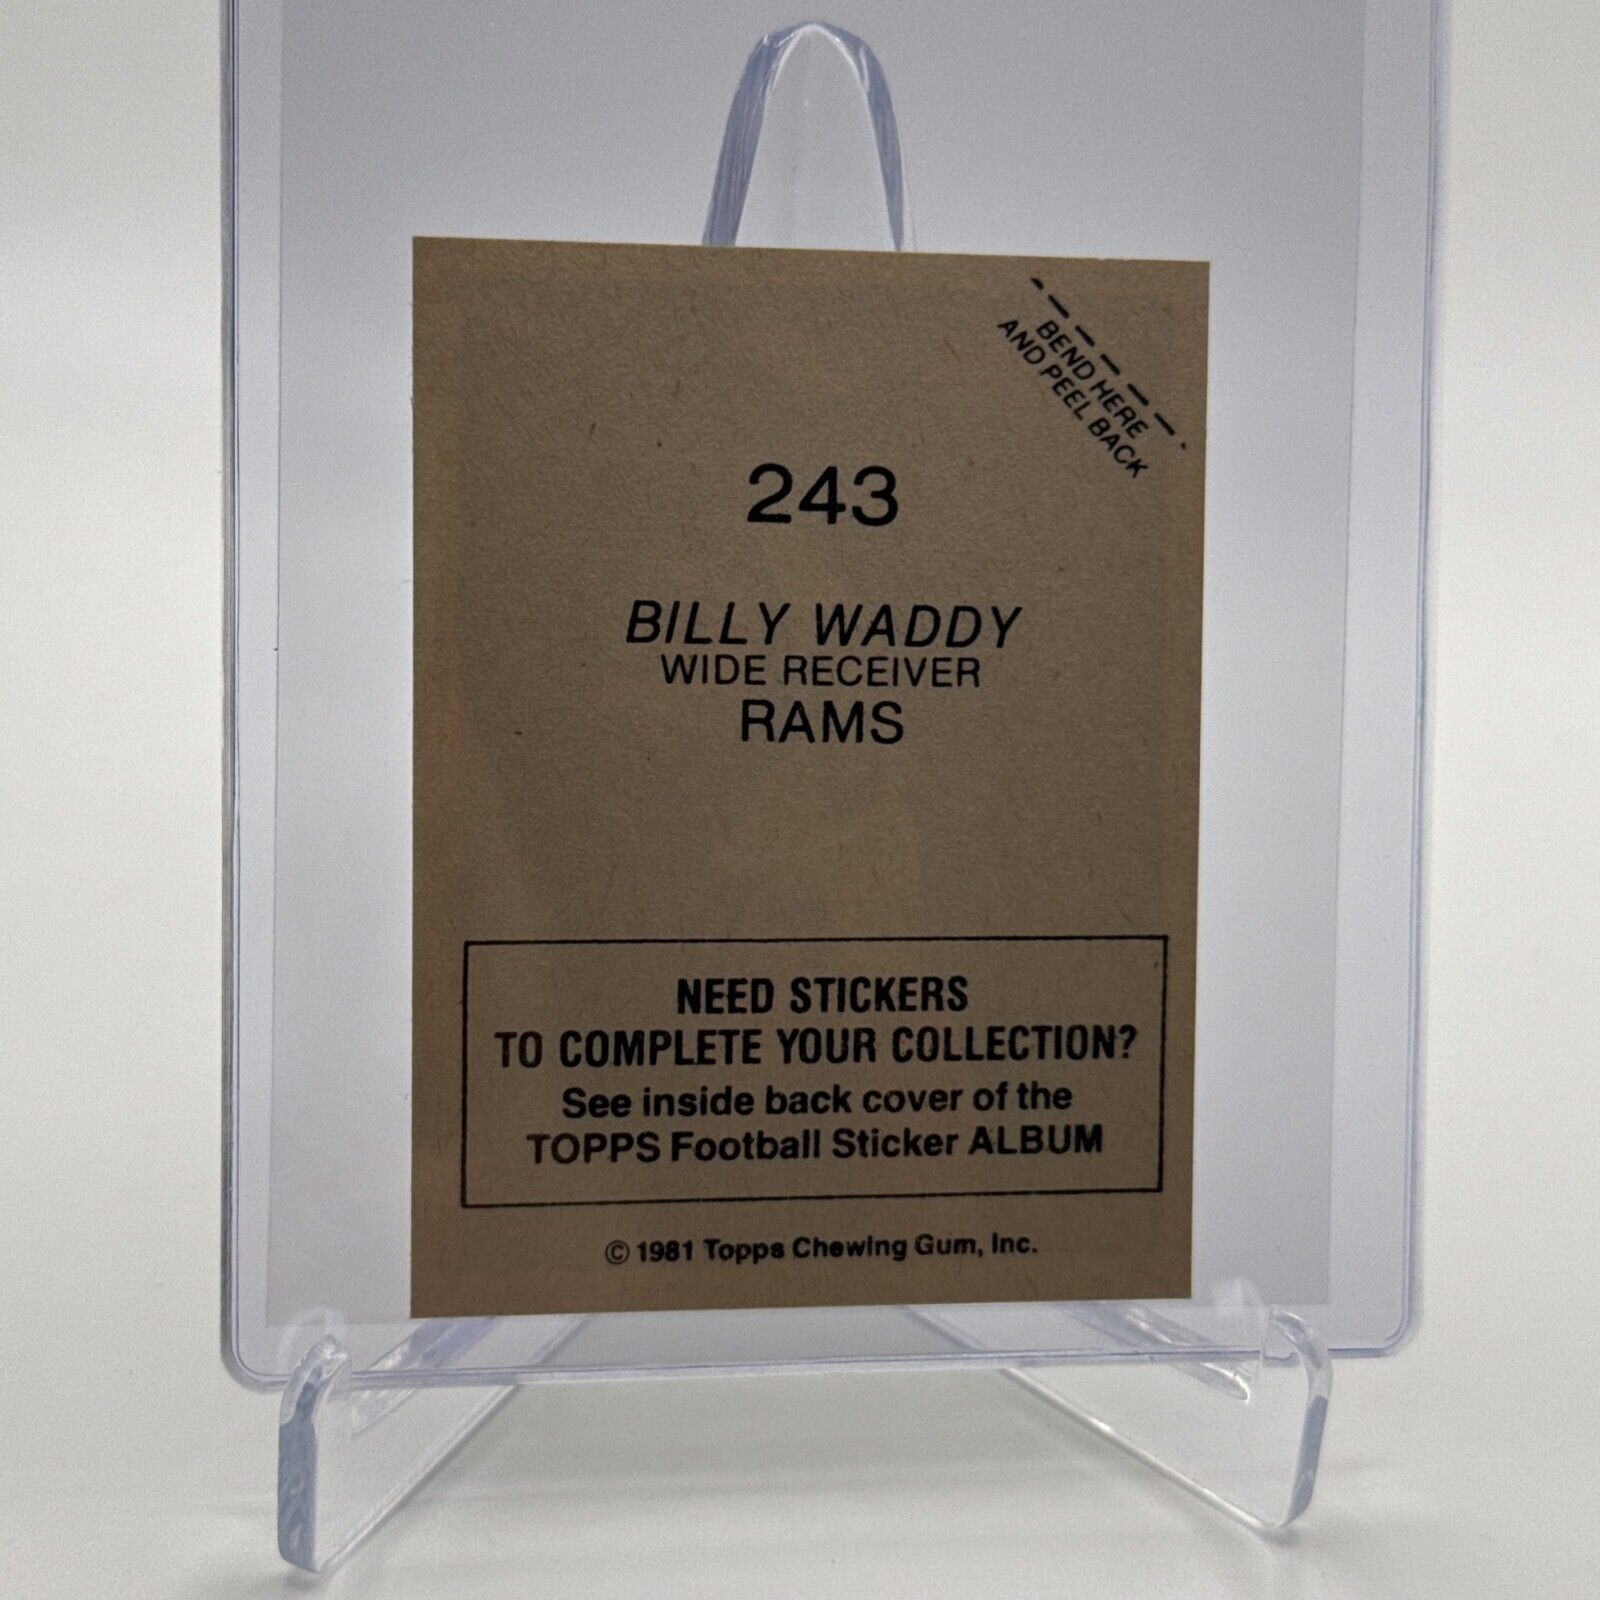 BEND HERE
AND PEEL BACK
243
BILLY WADDY
WIDE RECEIVER
RAMS
NEED STICKERS
TO COMPLETE YOUR COLLECTION?
See inside back cover of the
TOPPS Football Sticker ALBUM
© 1981 Topps Chewing Gum, Inc.